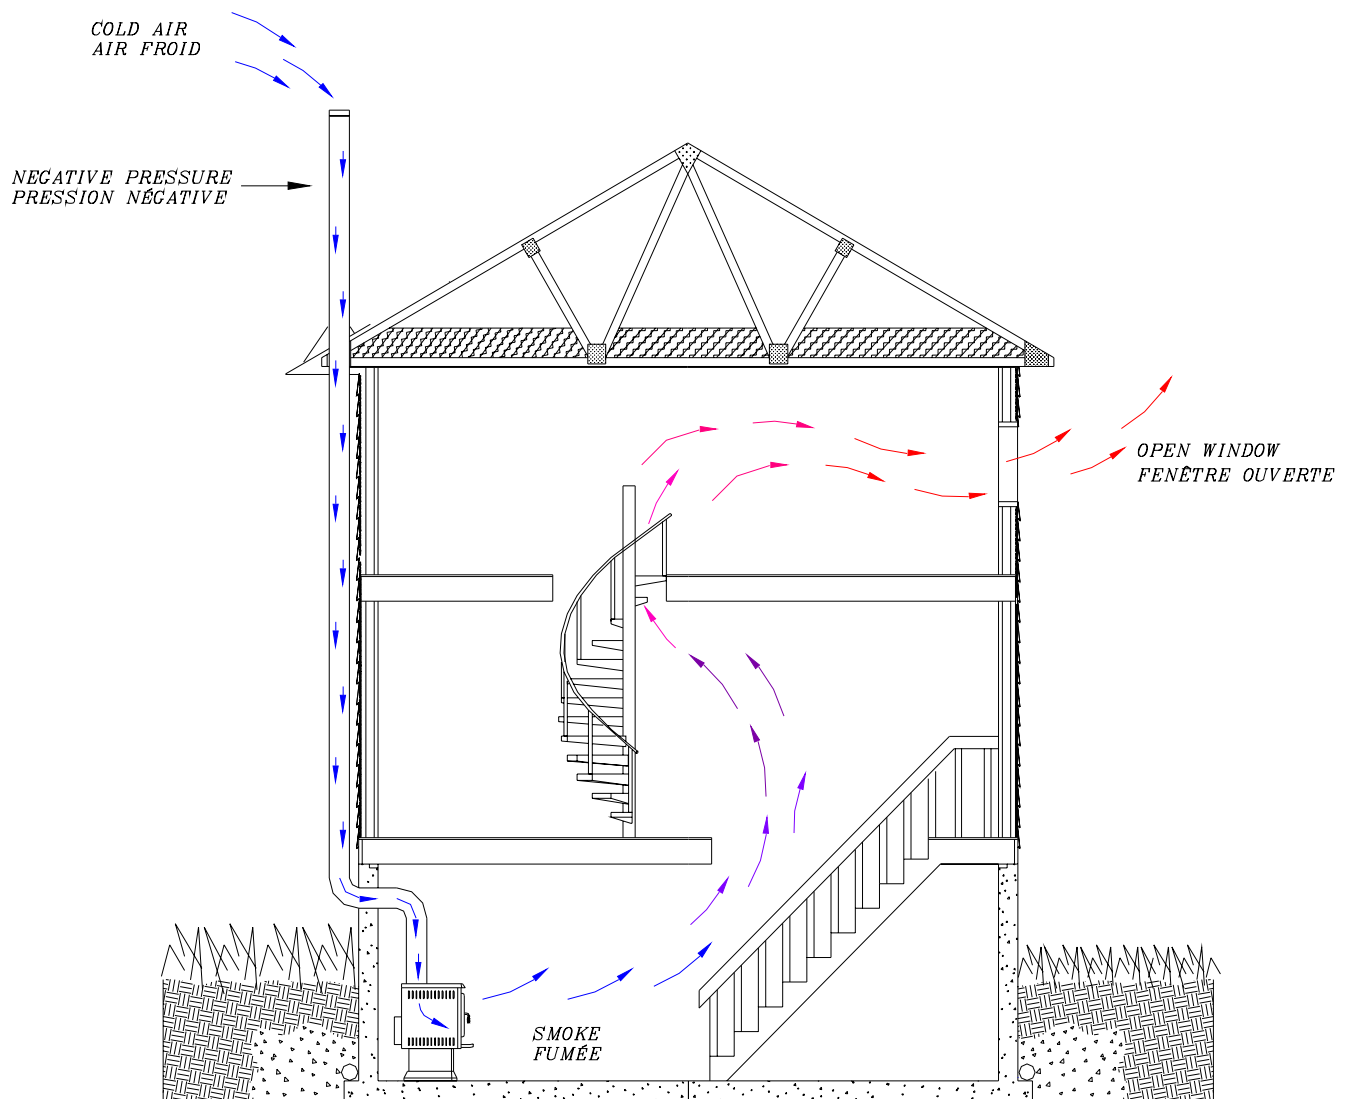 COLD AIR
AIR FROID
NEGATIVE PRESSURE
PRESSION NÉGATIVE
OPEN WINDOW
FENÊTRE OUVERTE
SMOKE
FUMÉE